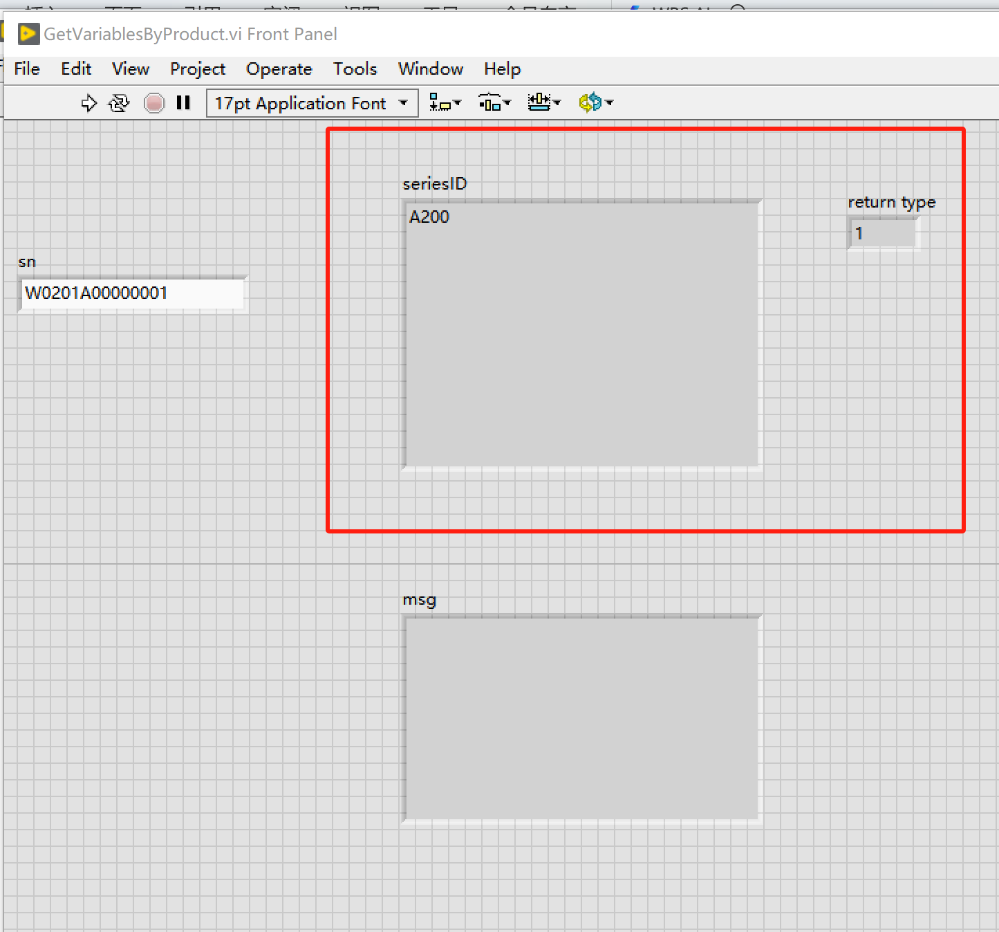 GetVariablesByProduct.vi Front Panel
File Edit View Project Operate Tools Window Help
17pt Application Font
seriesID
A200
return type
1
sn
W0201A00000001
msg